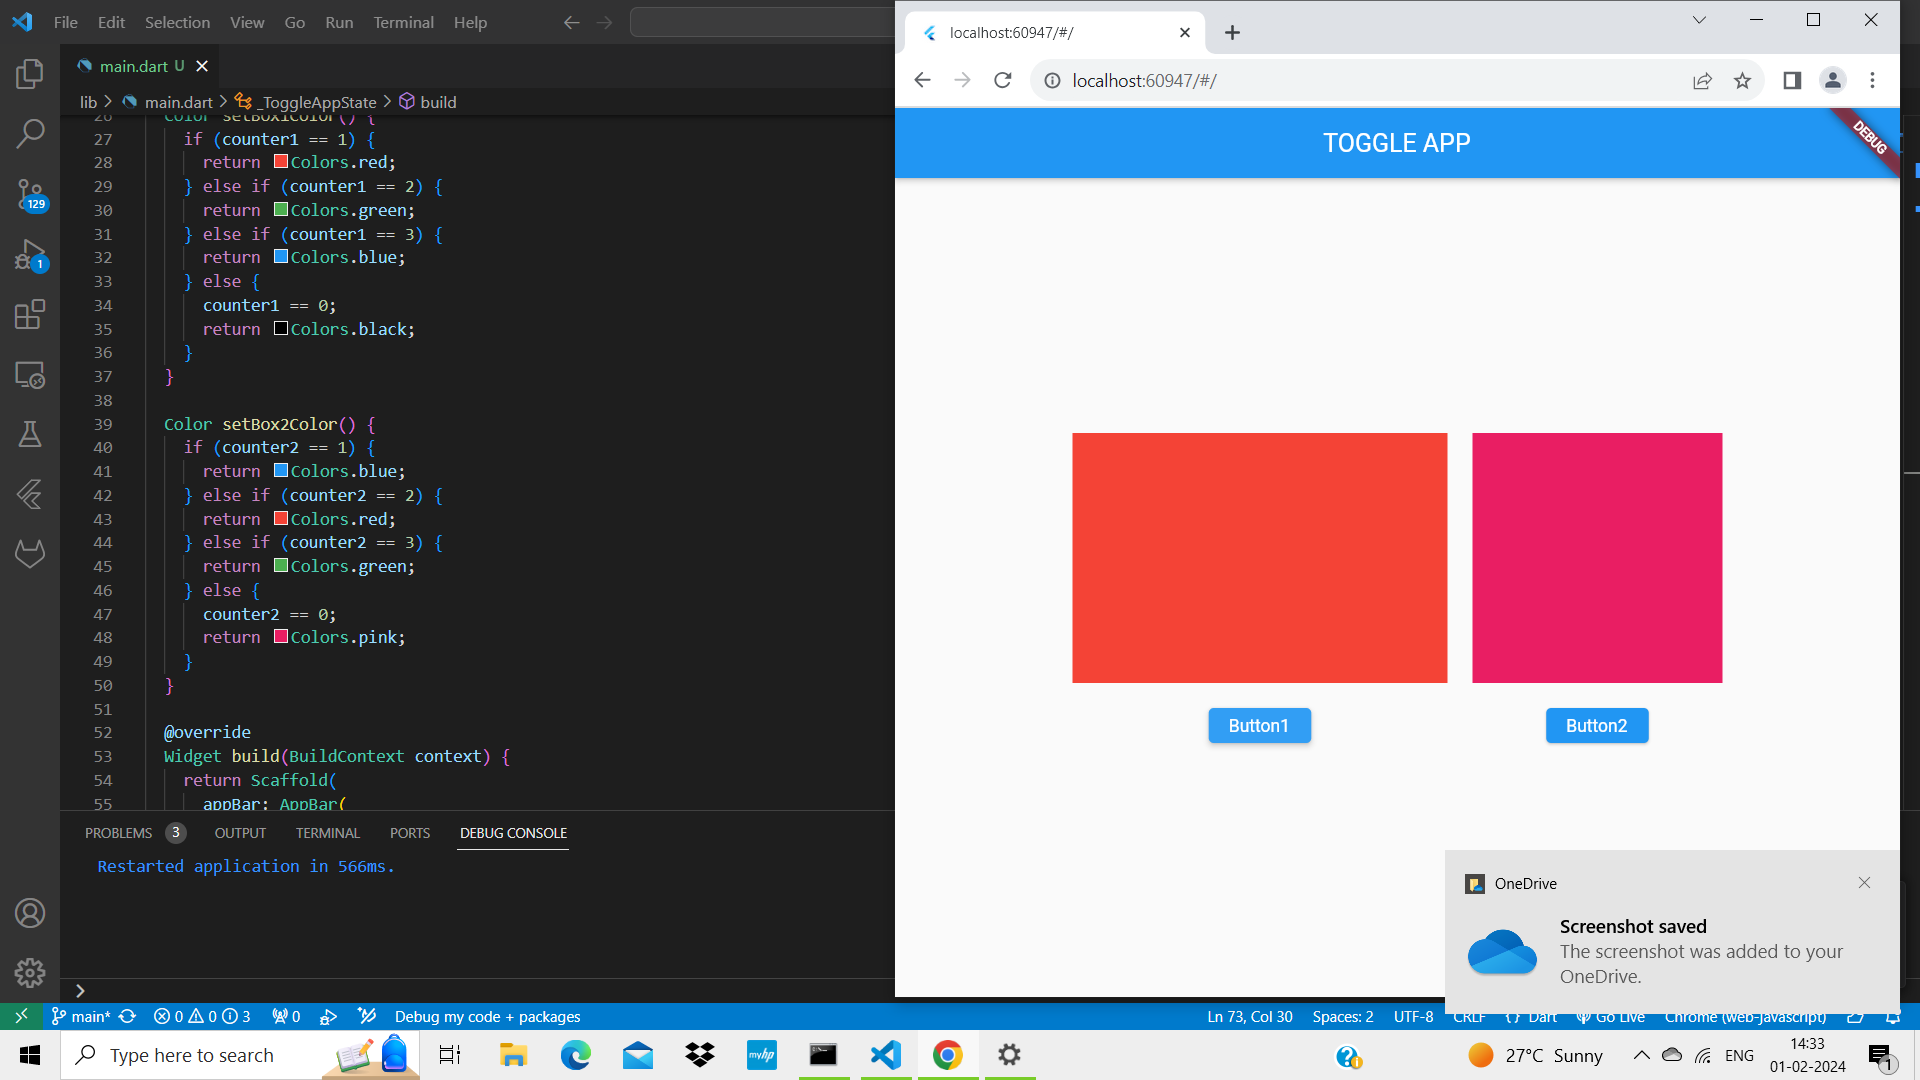 File Edit Selection View Go Run Terminal Help
main.dart U
lib > main.dart > _ToggleAppState > build
26 Color setBox1Color() {
27 if (counter1 == 1) {
28 return Colors.red;
29 } else if (counter1 == 2) {
30 return Colors.green;
31 } else if (counter1 == 3) {
32 return Colors.blue;
33 } else {
34 counter1 == 0;
35 return Colors.black;
36 }
37 }
38
39 Color setBox2Color() {
40 if (counter2 == 1) {
41 return Colors.blue;
42 } else if (counter2 == 2) {
43 return Colors.red;
44 } else if (counter2 == 3) {
45 return Colors.green;
46 } else {
47 counter2 == 0;
48 return Colors.pink;
49 }
50 }
51
52 @override
53 Widget build(BuildContext context) {
54 return Scaffold(
55 appBar: AppBar(
129
1
PROBLEMS 3 OUTPUT TERMINAL PORTS DEBUG CONSOLE
Restarted application in 566ms.
>
localhost:60947/#/
localhost:60947/#/
TOGGLE APP
DEBUG
Button1
Button2
OneDrive
Screenshot saved
The screenshot was added to your
OneDrive.
main* 0 0 3 0 Debug my code + packages Ln 73, Col 30 Spaces: 2 UTF-8 CRLF {} Dart Go Live Chrome (web-javascript)
Type here to search
myhp
27°C Sunny
ENG
14:33
01-02-2024
1